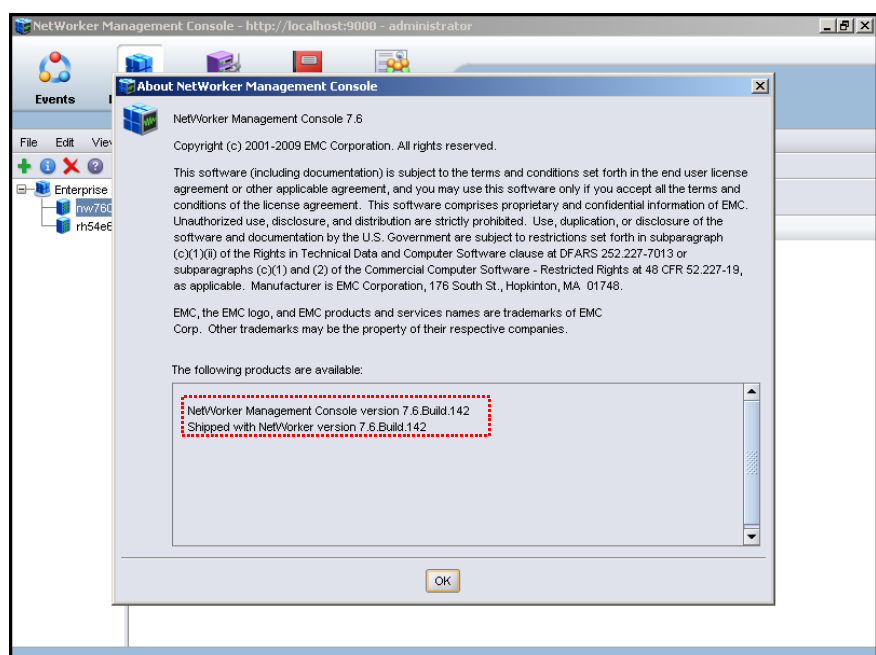 NetWorker Management Console - http://localhost:9000 - administrator
Events
About NetWorker Management Console
NetWorker Management Console 7.6
Copyright (c) 2001-2009 EMC Corporation. All rights reserved.
This software (including documentation) is subject to the terms and conditions set forth in the end user license
agreement or other applicable agreement, and you may use this software only if you accept all the terms and
conditions of the license agreement. This software comprises proprietary and confidential information of EMC.
Unauthorized use, disclosure, and distribution are strictly prohibited. Use, duplication, or disclosure of the
software and documentation by the U.S. Government are subject to restrictions set forth in subparagraph
(c)(1)(ii) of the Rights in Technical Data and Computer Software clause at DFARS 252.227-7013 or
subparagraphs (c)(1) and (2) of the Commercial Computer Software - Restricted Rights at 48 CFR 52.227-19,
as applicable. Manufacturer is EMC Corporation, 176 South St., Hopkinton, MA 01748.
EMC, the EMC logo, and EMC products and services names are trademarks of EMC
Corp. Other trademarks may be the property of their respective companies.
The following products are available:
NetWorker Management Console version 7.6.Build.142
Shipped with NetWorker version 7.6.Build.142
OK
File Edit View
Enterprise
nw760
rh54e6